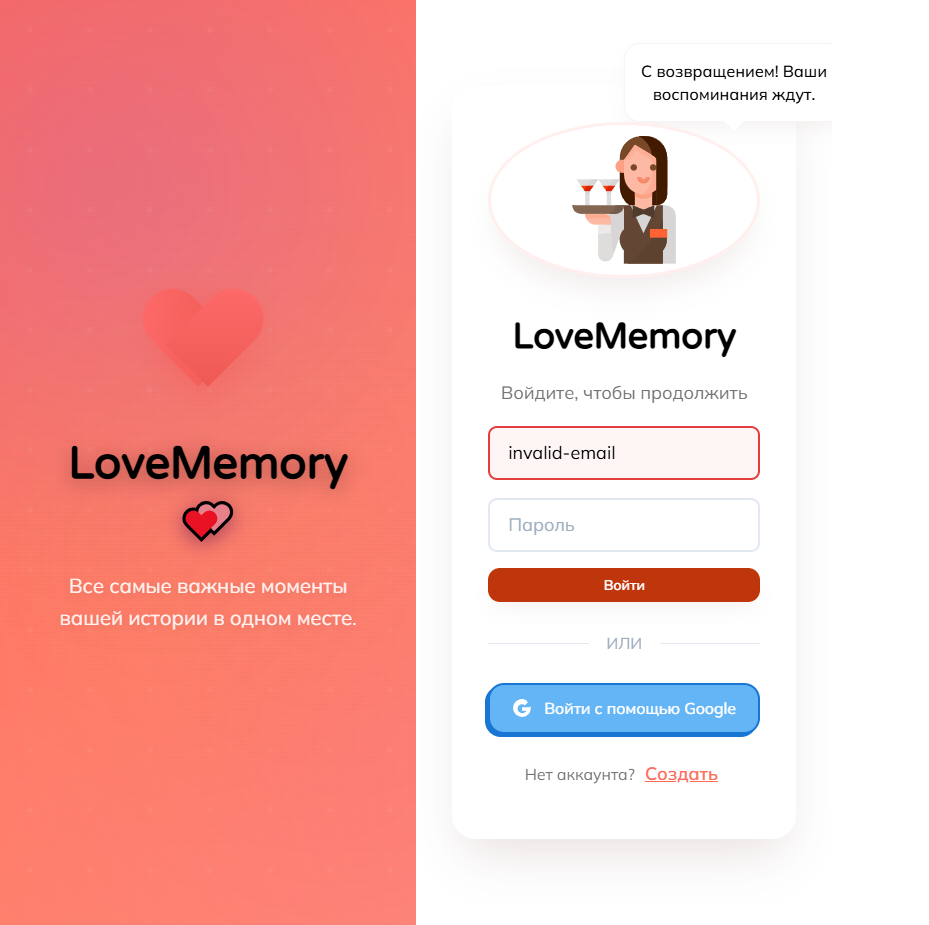 LoveMemory
Все самые важные моменты
вашей истории в одном месте.
С возвращением! Ваши
воспоминания ждут.
LoveMemory
Войдите, чтобы продолжить
invalid-email
Пароль
Войти
ИЛИ
Войти с помощью Google
Нет аккаунта? Создать